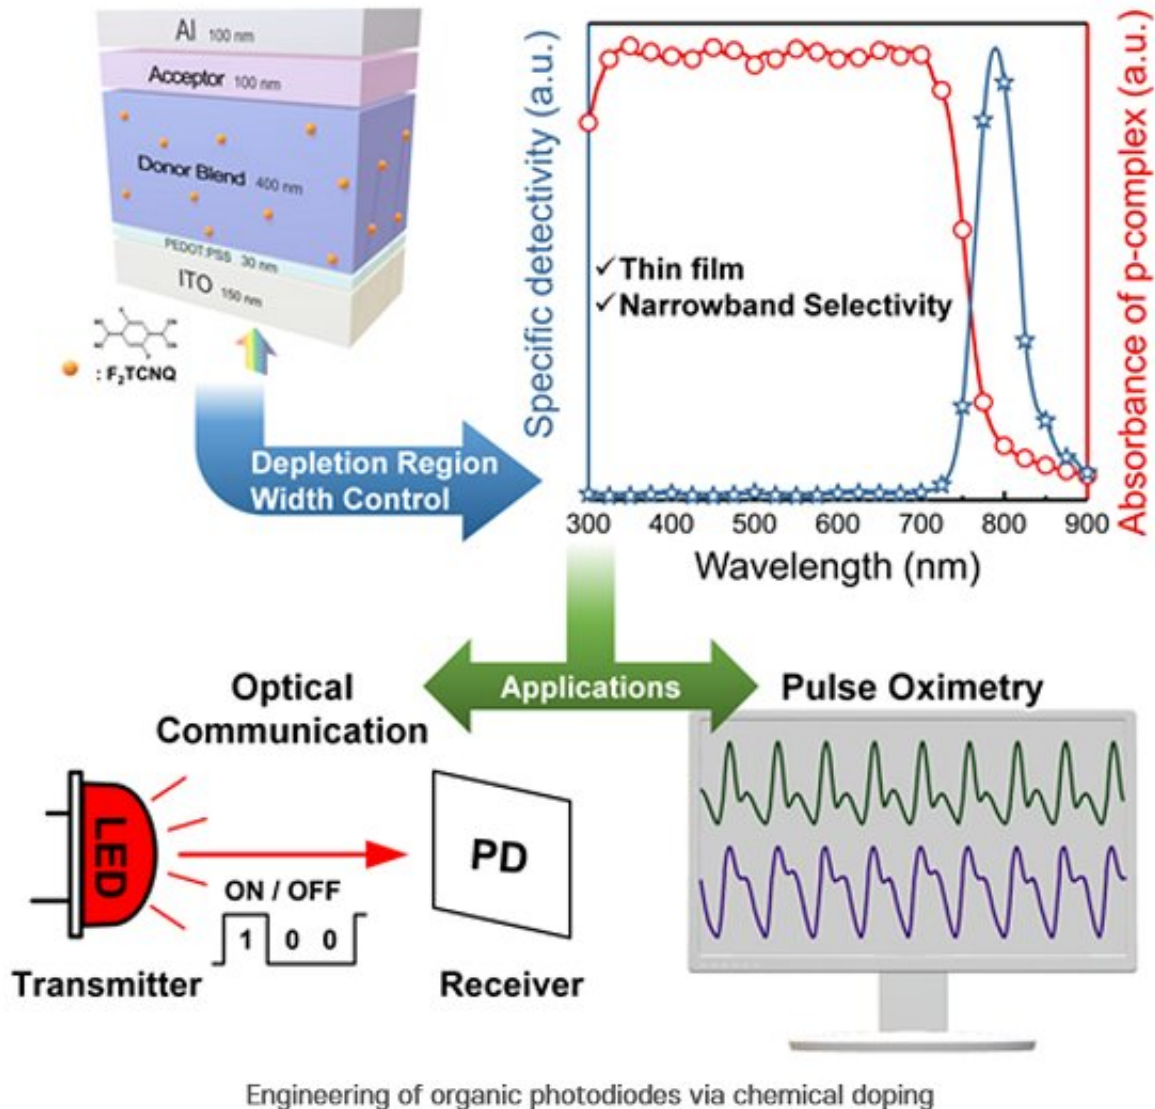 Al 100 nm
Acceptor 100 nm
Donor Blend 400 nm
PEDOT:PSS 30 nm
ITO 150 nm
: F₂TCNQ
Depletion Region
Width Control
Specific detectivity (a.u.)
Absorbance of p-complex (a.u.)
✓Thin film
✓Narrowband Selectivity
300 400 500 600 700 800 900
Wavelength (nm)
Applications
Optical
Communication
LED
ON / OFF
1 0 0
PD
Transmitter
Receiver
Pulse Oximetry
Engineering of organic photodiodes via chemical doping